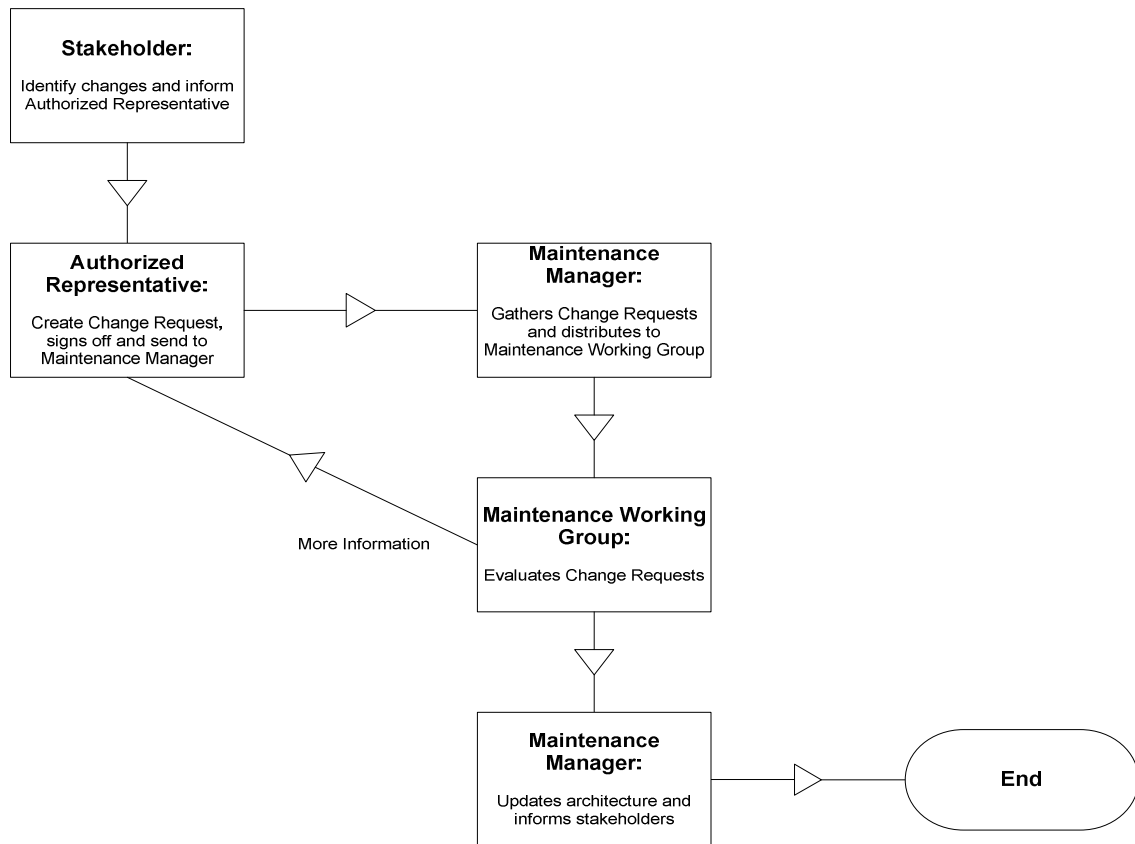 Stakeholder:
Identify changes and inform
Authorized Representative
Authorized
Representative:
Create Change Request,
signs off and send to
Maintenance Manager
Maintenance
Manager:
Gathers Change Requests
and distributes to
Maintenance Working Group
More Information
Maintenance Working
Group:
Evaluates Change Requests
Maintenance
Manager:
Updates architecture and
informs stakeholders
End